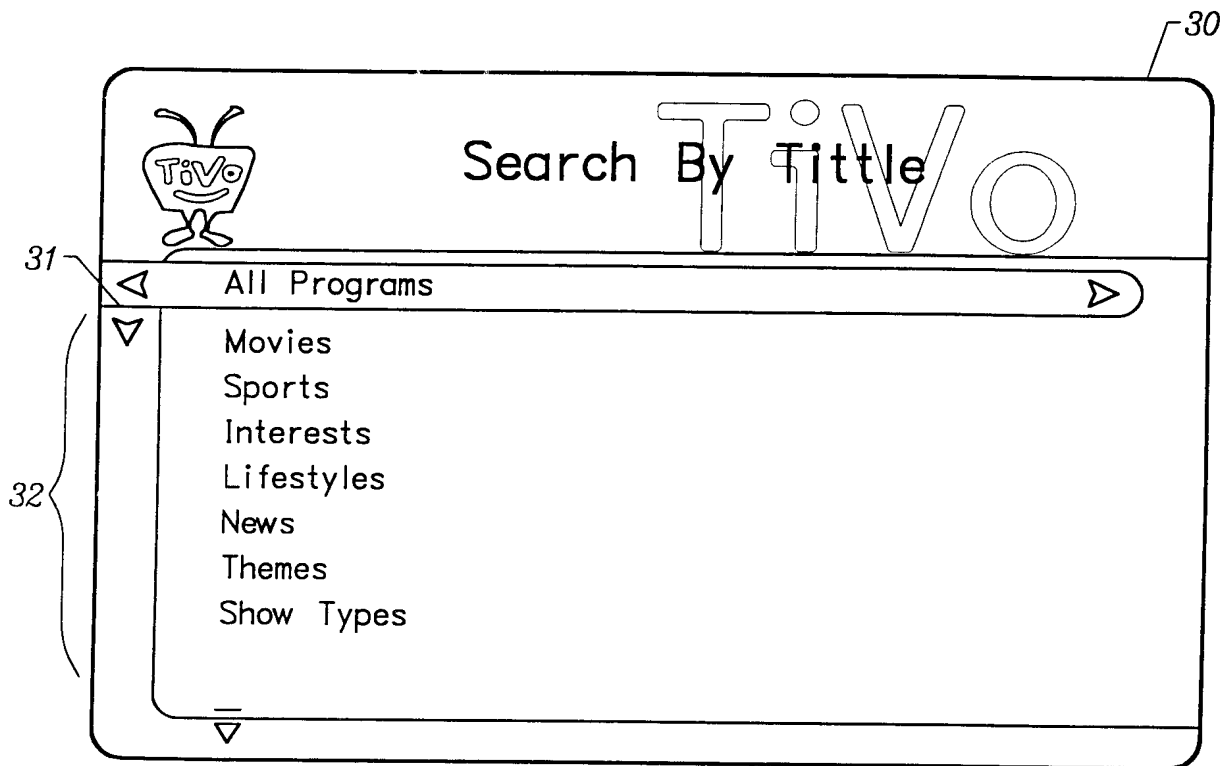 30
TiVo
TiVo
Search By Tittle
31
All Programs
Movies
Sports
Interests
Lifestyles
32
News
Themes
Show Types